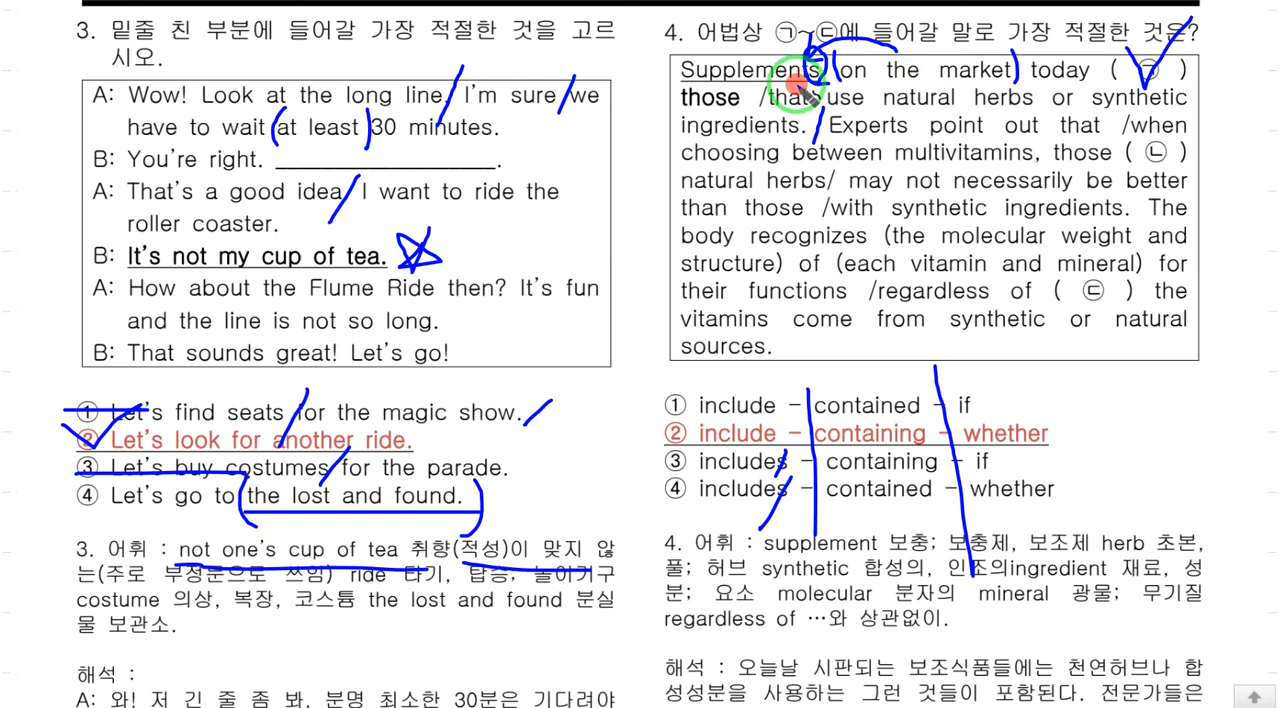 3. 밑줄 친 부분에 들어갈 가장 적절한 것을 고르
시오.
A: Wow! Look at the long line, I'm sure/we
have to wait (at least) 30 minutes.
B: You're right. ____________________.
A: That's a good idea, I want to ride the
roller coaster.
B: It's not my cup of tea.
A: How about the Flume Ride then? It's fun
and the line is not so long.
B: That sounds great! Let's go!
① Let's find seats for the magic show.
② Let's look for another ride.
③ Let's buy costumes for the parade.
④ Let's go to (the lost and found.)
3. 어휘 : not one's cup of tea 취향(적성)이 맞지 않
는(주로 부정문으로 쓰임) ride 타기, 탑승; 놀이기구
costume 의상, 복장, 코스튬 the lost and found 분실
물 보관소.
해석 :
A: 와! 저 긴 줄 좀 봐. 분명 최소한 30분은 기다려야
4. 어법상 ㉠~㉢에 들어갈 말로 가장 적절한 것은?
Supplements (on the market) today ( ㉠ )
those /that use natural herbs or synthetic
ingredients. Experts point out that /when
choosing between multivitamins, those ( ㉡ )
natural herbs/ may not necessarily be better
than those /with synthetic ingredients. The
body recognizes (the molecular weight and
structure) of (each vitamin and mineral) for
their functions /regardless of ( ㉢ ) the
vitamins come from synthetic or natural
sources.
① include - contained - if
② include - containing - whether
③ includes - containing - if
④ includes - contained - whether
4. 어휘 : supplement 보충; 보충제, 보조제 herb 초본,
풀; 허브 synthetic 합성의, 인조의ingredient 재료, 성
분; 요소 molecular 분자의 mineral 광물; 무기질
regardless of …와 상관없이.
해석 : 오늘날 시판되는 보조식품들에는 천연허브나 합
성성분을 사용하는 그런 것들이 포함된다. 전문가들은